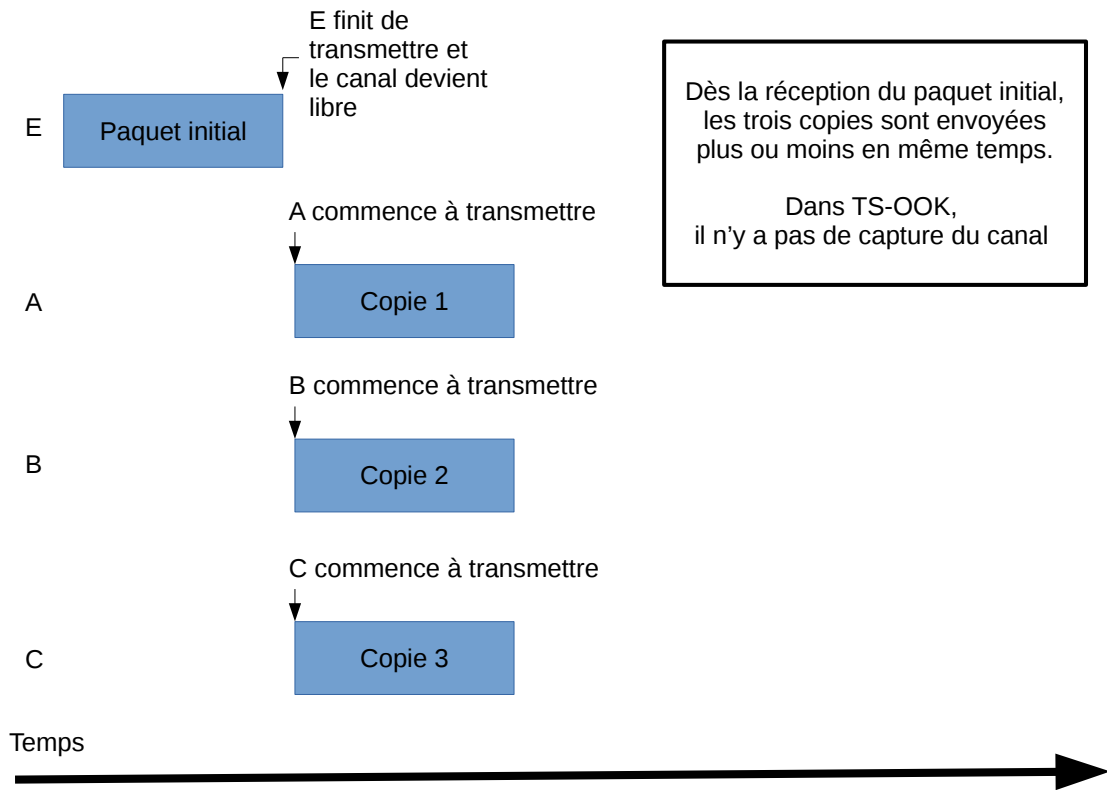 E finit de
transmettre et
le canal devient
libre
E
Paquet initial
Dès la réception du paquet initial,
les trois copies sont envoyées
plus ou moins en même temps.
Dans TS-OOK,
il n’y a pas de capture du canal
A commence à transmettre
A
Copie 1
B commence à transmettre
B
Copie 2
C commence à transmettre
C
Copie 3
Temps